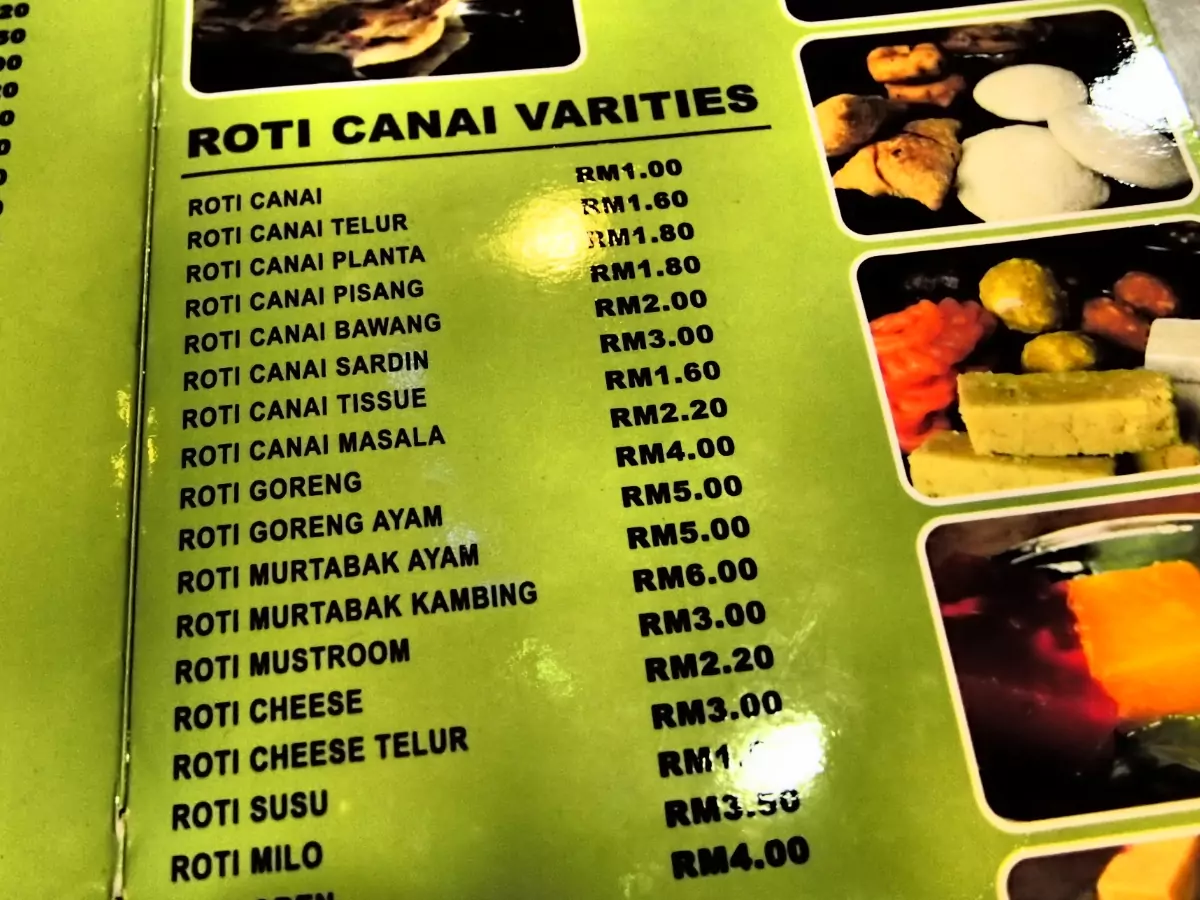 ROTI CANAI VARITIES
ROTI CANAI RM1.00
ROTI CANAI TELUR RM1.60
ROTI CANAI PLANTA RM1.80
ROTI CANAI PISANG RM1.80
ROTI CANAI BAWANG RM2.00
ROTI CANAI SARDIN RM3.00
ROTI CANAI TISSUE RM1.60
ROTI CANAI MASALA RM2.20
ROTI GORENG RM4.00
ROTI GORENG AYAM RM5.00
ROTI MURTABAK AYAM RM5.00
ROTI MURTABAK KAMBING RM6.00
ROTI MUSTROOM RM3.00
ROTI CHEESE RM2.20
ROTI CHEESE TELUR RM3.00
ROTI SUSU
ROTI MILO RM3.50
RM4.00